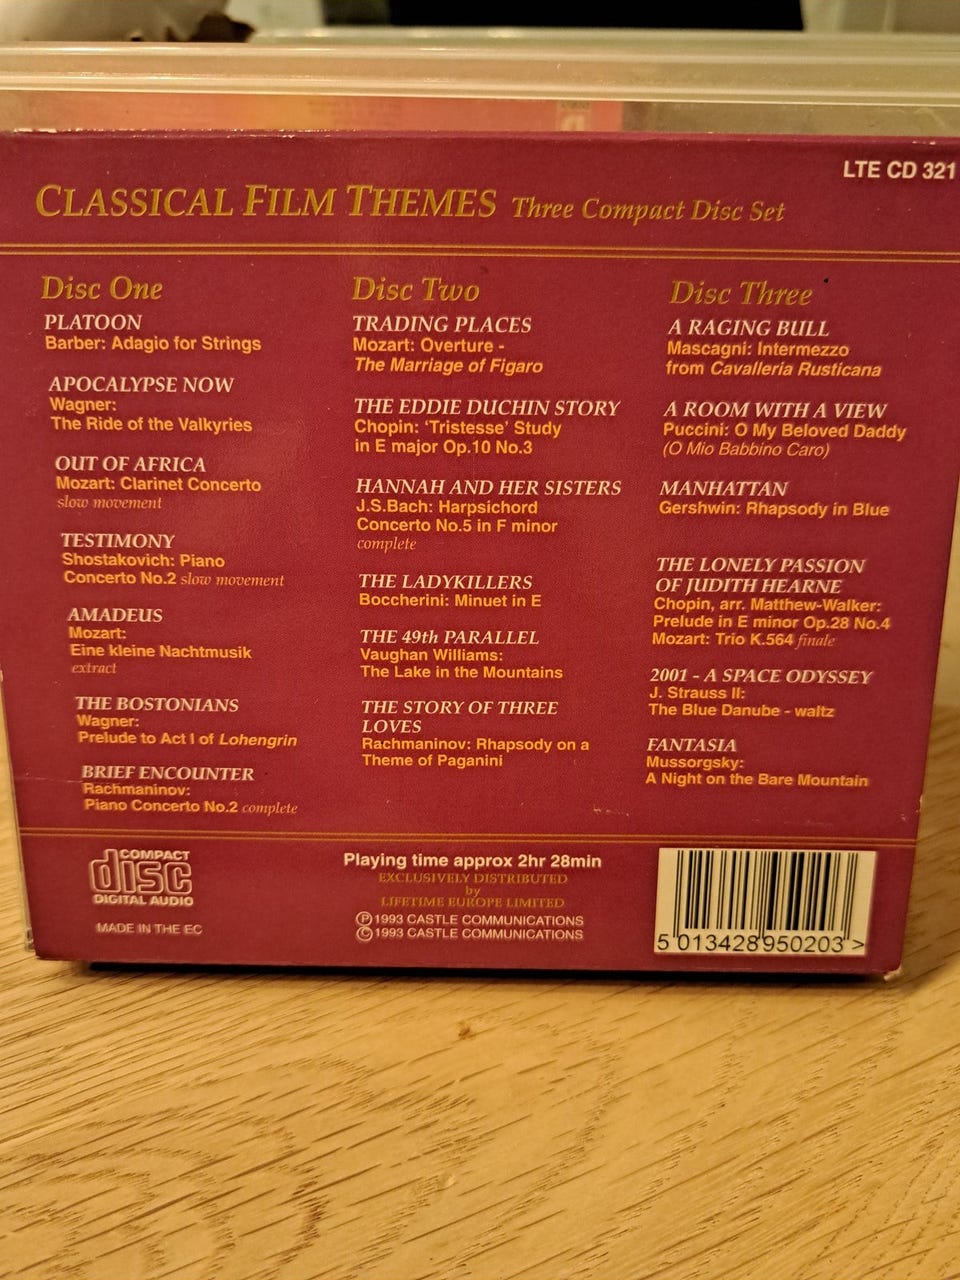 LTE CD 321
CLASSICAL FILM THEMES Three Compact Disc Set
Disc One
PLATOON
Barber: Adagio for Strings
APOCALYPSE NOW
Wagner:
The Ride of the Valkyries
OUT OF AFRICA
Mozart: Clarinet Concerto
slow movement
TESTIMONY
Shostakovich: Piano
Concerto No.2 slow movement
AMADEUS
Mozart:
Eine kleine Nachtmusik
extract
THE BOSTONIANS
Wagner:
Prelude to Act I of Lohengrin
BRIEF ENCOUNTER
Rachmaninov:
Piano Concerto No.2 complete
Disc Two
TRADING PLACES
Mozart: Overture -
The Marriage of Figaro
THE EDDIE DUCHIN STORY
Chopin: ‘Tristesse’ Study
in E major Op.10 No.3
HANNAH AND HER SISTERS
J.S.Bach: Harpsichord
Concerto No.5 in F minor
complete
THE LADYKILLERS
Boccherini: Minuet in E
THE 49th PARALLEL
Vaughan Williams:
The Lake in the Mountains
THE STORY OF THREE
LOVES
Rachmaninov: Rhapsody on a
Theme of Paganini
Disc Three
A RAGING BULL
Mascagni: Intermezzo
from Cavalleria Rusticana
A ROOM WITH A VIEW
Puccini: O My Beloved Daddy
(O Mio Babbino Caro)
MANHATTAN
Gershwin: Rhapsody in Blue
THE LONELY PASSION
OF JUDITH HEARNE
Chopin, arr. Matthew-Walker:
Prelude in E minor Op.28 No.4
Mozart: Trio K.564 finale
2001 - A SPACE ODYSSEY
J. Strauss II:
The Blue Danube - waltz
FANTASIA
Mussorgsky:
A Night on the Bare Mountain
COMPACT
disc
DIGITAL AUDIO
MADE IN THE EC
Playing time approx 2hr 28min
EXCLUSIVELY DISTRIBUTED
by
LIFETIME EUROPE LIMITED
℗ 1993 CASTLE COMMUNICATIONS
© 1993 CASTLE COMMUNICATIONS
5 013428 950203 >